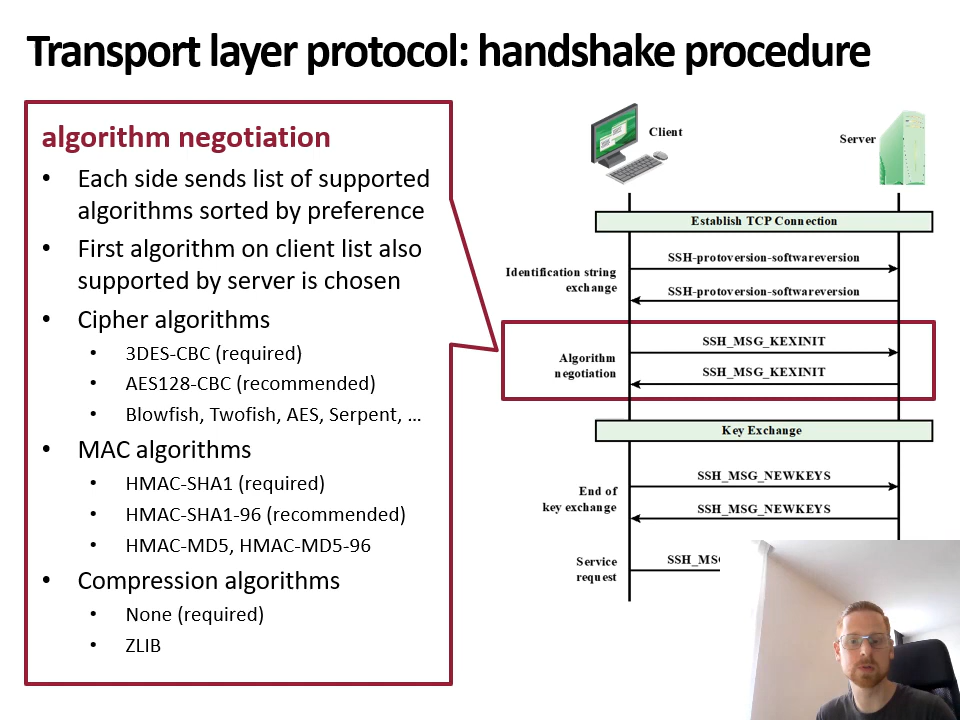 Transport layer protocol: handshake procedure
algorithm negotiation
• Each side sends list of supported
algorithms sorted by preference
• First algorithm on client list also
supported by server is chosen
• Cipher algorithms
• 3DES-CBC (required)
• AES128-CBC (recommended)
• Blowfish, Twofish, AES, Serpent, …
• MAC algorithms
• HMAC-SHA1 (required)
• HMAC-SHA1-96 (recommended)
• HMAC-MD5, HMAC-MD5-96
• Compression algorithms
• None (required)
• ZLIB
Client
Server
Establish TCP Connection
Identification string
exchange
SSH-protoversion-softwareversion
SSH-protoversion-softwareversion
Algorithm
negotiation
SSH_MSG_KEXINIT
SSH_MSG_KEXINIT
Key Exchange
End of
key exchange
SSH_MSG_NEWKEYS
SSH_MSG_NEWKEYS
Service
request